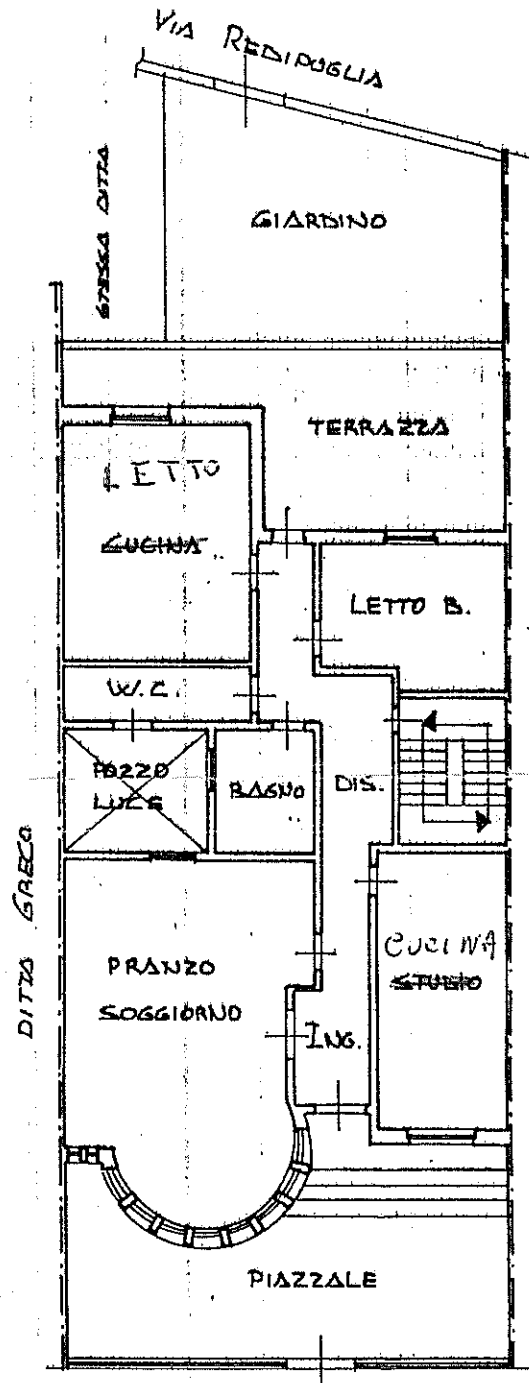 VIA REDIPUGLIA
STESSA DITTA
GIARDINO
TERRAZZA
LETTO
CUCINA
LETTO B.
W.C.
POZZO
LUCE
BAGNO
DIS.
DITTA GRECO
PRANZO
SOGGIORNO
CUCINA
STUDIO
ING.
PIAZZALE